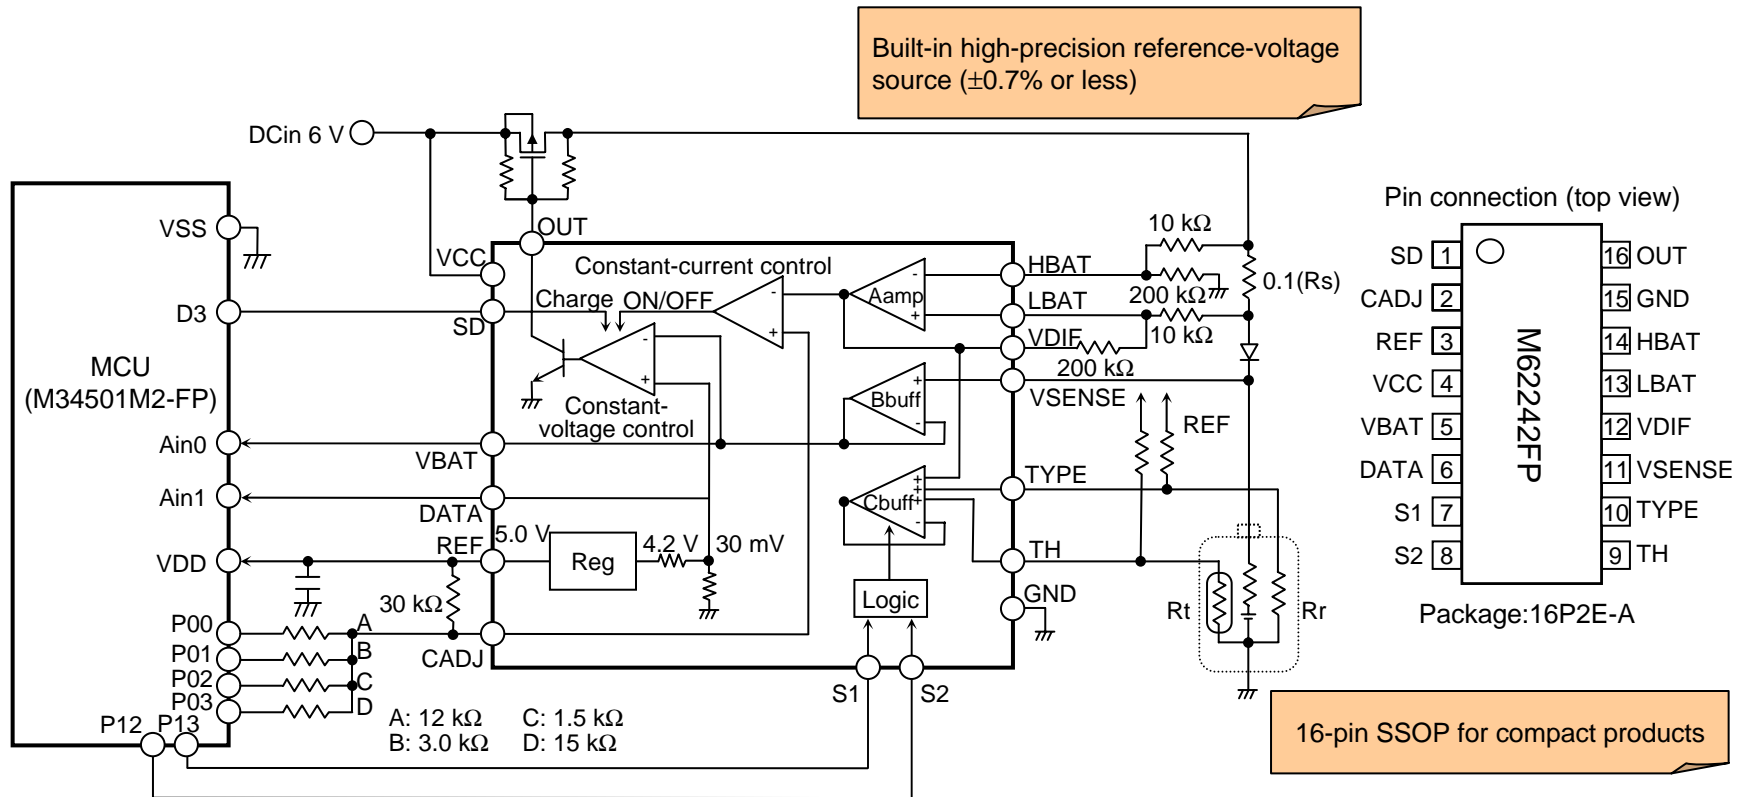 Built-in high-precision reference-voltage
source (±0.7% or less)
DCin 6 V
MCU
(M34501M2-FP)
VSS
D3
Ain0
Ain1
VDD
P00
P01
P02
P03
P12
P13
OUT
VCC
SD
VBAT
DATA
REF
CADJ
Constant-current control
Charge
ON/OFF
-
+
-
+
Constant-
voltage control
Aamp
-
+
Bbuff
+
-
Cbuff
+
+
+
-
5.0 V
Reg
4.2 V
30 mV
Logic
30 kΩ
A
B
C
D
A: 12 kΩ
C: 1.5 kΩ
B: 3.0 kΩ
D: 15 kΩ
S1
S2
HBAT
LBAT
VDIF
VSENSE
TYPE
TH
GND
10 kΩ
200 kΩ
10 kΩ
200 kΩ
0.1(Rs)
REF
Rt
Rr
Pin connection (top view)
SD 1
16 OUT
CADJ 2
15 GND
REF 3
14 HBAT
VCC 4
13 LBAT
VBAT 5
12 VDIF
DATA 6
11 VSENSE
S1 7
10 TYPE
S2 8
9 TH
M62242FP
Package:16P2E-A
16-pin SSOP for compact products